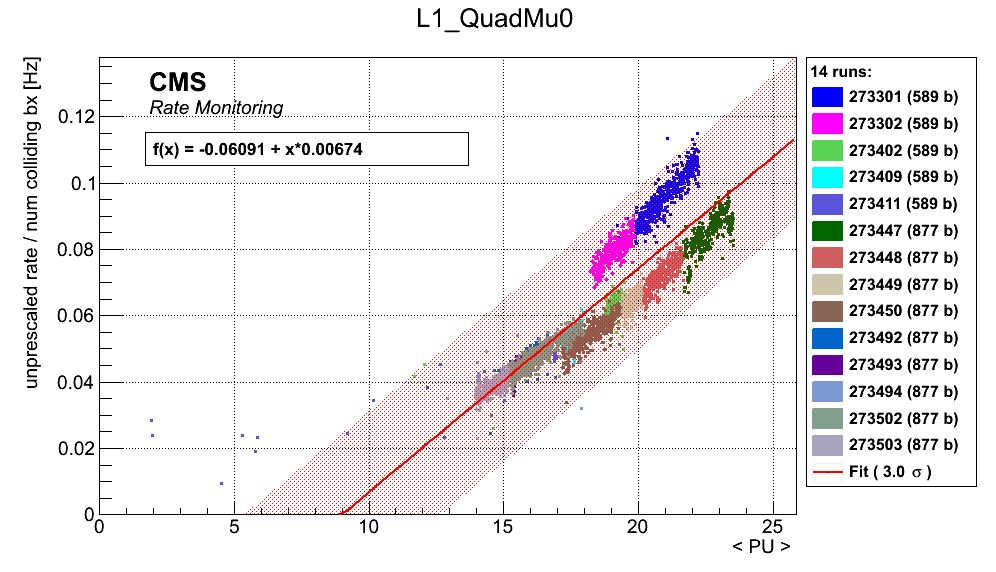 L1_QuadMu0
unprescaled rate / num colliding bx [Hz]
CMS
Rate Monitoring
f(x) = -0.06091 + x*0.00674
0.12
0.1
0.08
0.06
0.04
0.02
0
0 5 10 15 20 25
< PU >
14 runs:
273301 (589 b)
273302 (589 b)
273402 (589 b)
273409 (589 b)
273411 (589 b)
273447 (877 b)
273448 (877 b)
273449 (877 b)
273450 (877 b)
273492 (877 b)
273493 (877 b)
273494 (877 b)
273502 (877 b)
273503 (877 b)
Fit ( 3.0 σ )